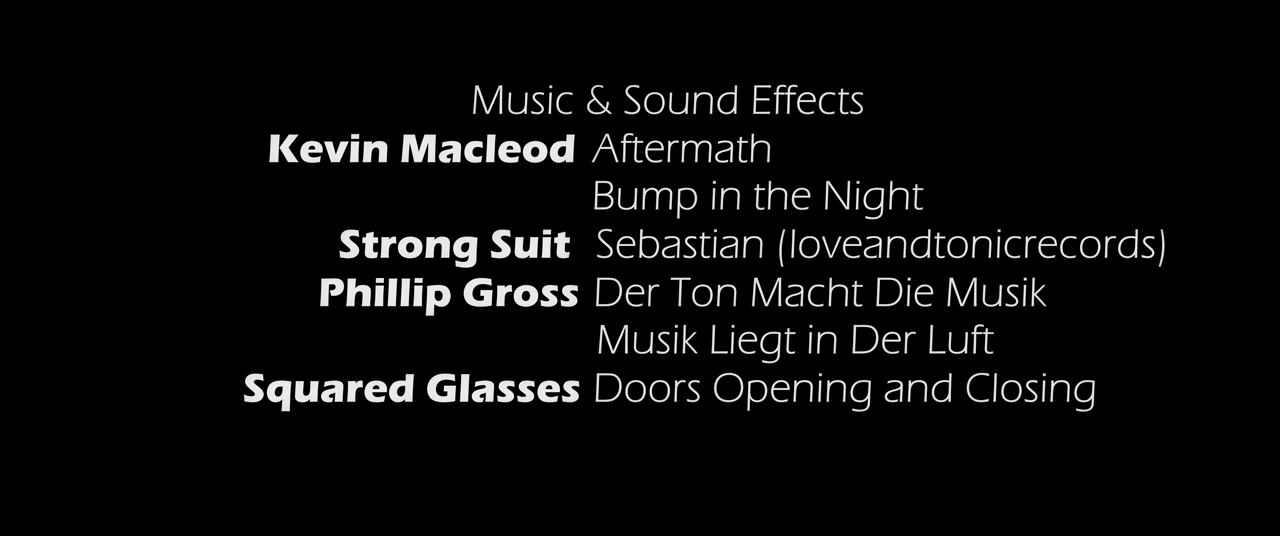 Music & Sound Effects
Kevin Macleod Aftermath
Bump in the Night
Strong Suit Sebastian (loveandtonicrecords)
Phillip Gross Der Ton Macht Die Musik
Musik Liegt in Der Luft
Squared Glasses Doors Opening and Closing